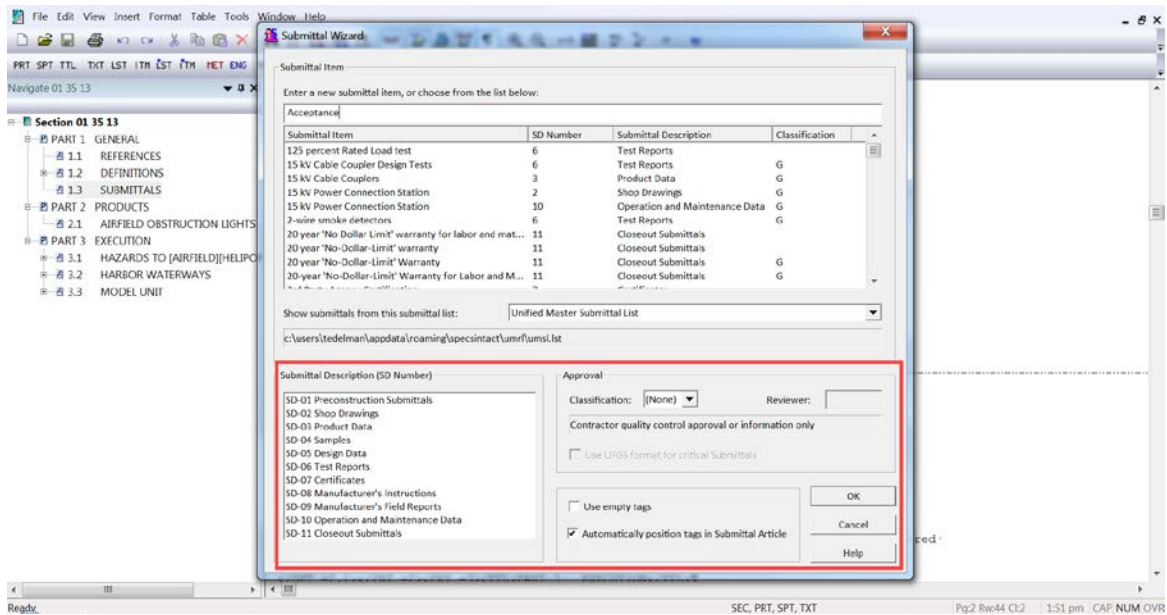 File Edit View Insert Format Table Tools Window Help
PRT SPT TTL TXT LST ITM LST ITM MET ENG
Navigate 01 35 13
Section 01 35 13
PART 1 GENERAL
1.1 REFERENCES
1.2 DEFINITIONS
1.3 SUBMITTALS
PART 2 PRODUCTS
2.1 AIRFIELD OBSTRUCTION LIGHTS
PART 3 EXECUTION
3.1 HAZARDS TO [AIRFIELD][HELIPO
3.2 HARBOR WATERWAYS
3.3 MODEL UNIT
Submittal Wizard
Submittal Item
Enter a new submittal item, or choose from the list below:
Acceptance
Submittal Item SD Number Submittal Description Classification
125 percent Rated Load test 6 Test Reports
15 kV Cable Coupler Design Tests 6 Test Reports G
15 kV Cable Couplers 3 Product Data G
15 kV Power Connection Station 2 Shop Drawings G
15 kV Power Connection Station 10 Operation and Maintenance Data G
2-wire smoke detectors 6 Test Reports G
20 year 'No Dollar Limit' warranty for labor and mat... 11 Closeout Submittals
20 year 'No-Dollar-Limit' warranty 11 Closeout Submittals
20 year 'No-Dollar-Limit' Warranty 11 Closeout Submittals G
20-year 'No-Dollar-Limit' Warranty for Labor and M... 11 Closeout Submittals G
Show submittals from this submittal list: Unified Master Submittal List
c:\users\tedelman\appdata\roaming\specsintact\umrl\umsl.lst
Submittal Description (SD Number)
SD-01 Preconstruction Submittals
SD-02 Shop Drawings
SD-03 Product Data
SD-04 Samples
SD-05 Design Data
SD-06 Test Reports
SD-07 Certificates
SD-08 Manufacturer's Instructions
SD-09 Manufacturer's Field Reports
SD-10 Operation and Maintenance Data
SD-11 Closeout Submittals
Approval
Classification: (None) Reviewer:
Contractor quality control approval or information only
Use UFGS format for critical Submittals
Use empty tags
Automatically position tags in Submittal Article
OK
Cancel
Help
red
Ready
SEC, PRT, SPT, TXT Pg:2 Rw:44 Cl:2 1:51 pm CAP NUM OVR